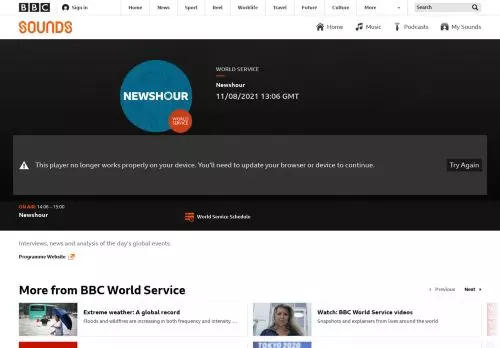 BBC Sign in Home News Sport Reel Worklife Travel Future Culture More Search
SOUNDS Home Music Podcasts My Sounds
WORLD SERVICE
NEWSHOUR
Newshour
11/08/2021 13:06 GMT
WORLD SERVICE
This player no longer works properly on your device. You'll need to update your browser or device to continue. Try Again
ON AIR: 14:06 – 15:00
Newshour
World Service Schedule
Interviews, news and analysis of the day's global events.
Programme Website
More from BBC World Service
Previous Next
Extreme weather: A global record
Floods and wildfires are increasing in both frequency and intensity. ...
Watch: BBC World Service videos
Snapshots and explainers from lives around the world
TOKYO 2020